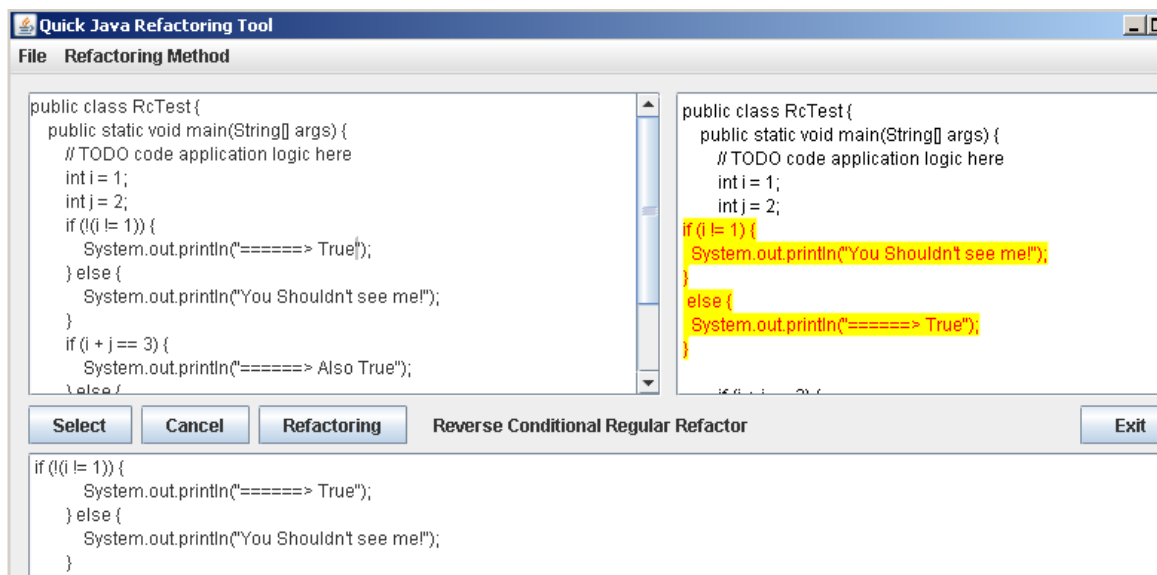 Quick Java Refactoring Tool
File Refactoring Method
public class RcTest {
public static void main(String[] args) {
// TODO code application logic here
int i = 1;
int j = 2;
if (!(i != 1)) {
System.out.println("======> True");
} else {
System.out.println("You Shouldn't see me!");
}
if (i + j == 3) {
System.out.println("======> Also True");
} else {
public class RcTest {
public static void main(String[] args) {
// TODO code application logic here
int i = 1;
int j = 2;
if (i != 1) {
System.out.println("You Shouldn't see me!");
}
else {
System.out.println("======> True");
}
Select Cancel Refactoring Reverse Conditional Regular Refactor Exit
if (!(i != 1)) {
System.out.println("======> True");
} else {
System.out.println("You Shouldn't see me!");
}